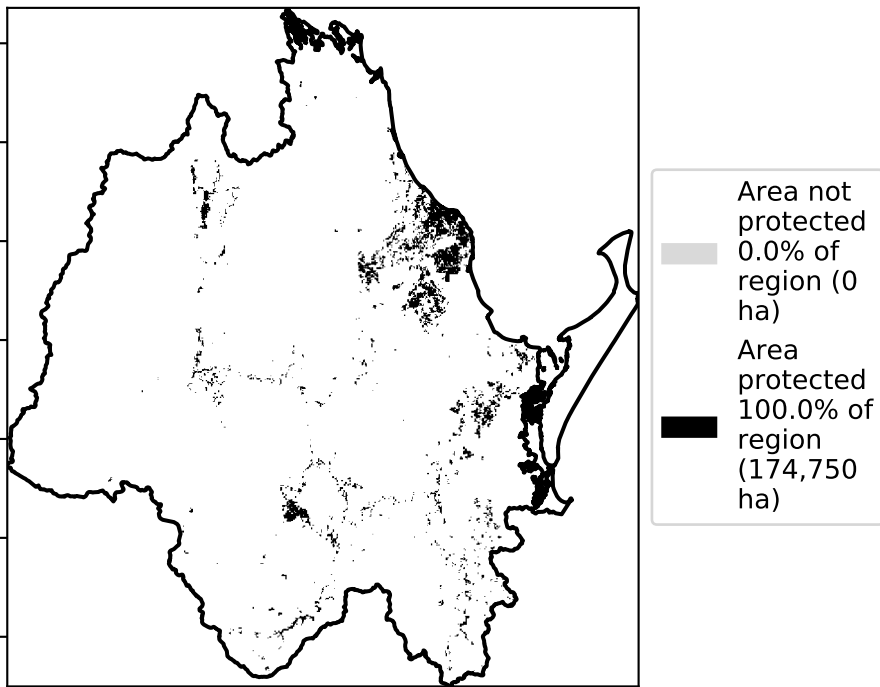 Area not
protected
0.0% of
region (0
ha)
Area
protected
100.0% of
region
(174,750
ha)